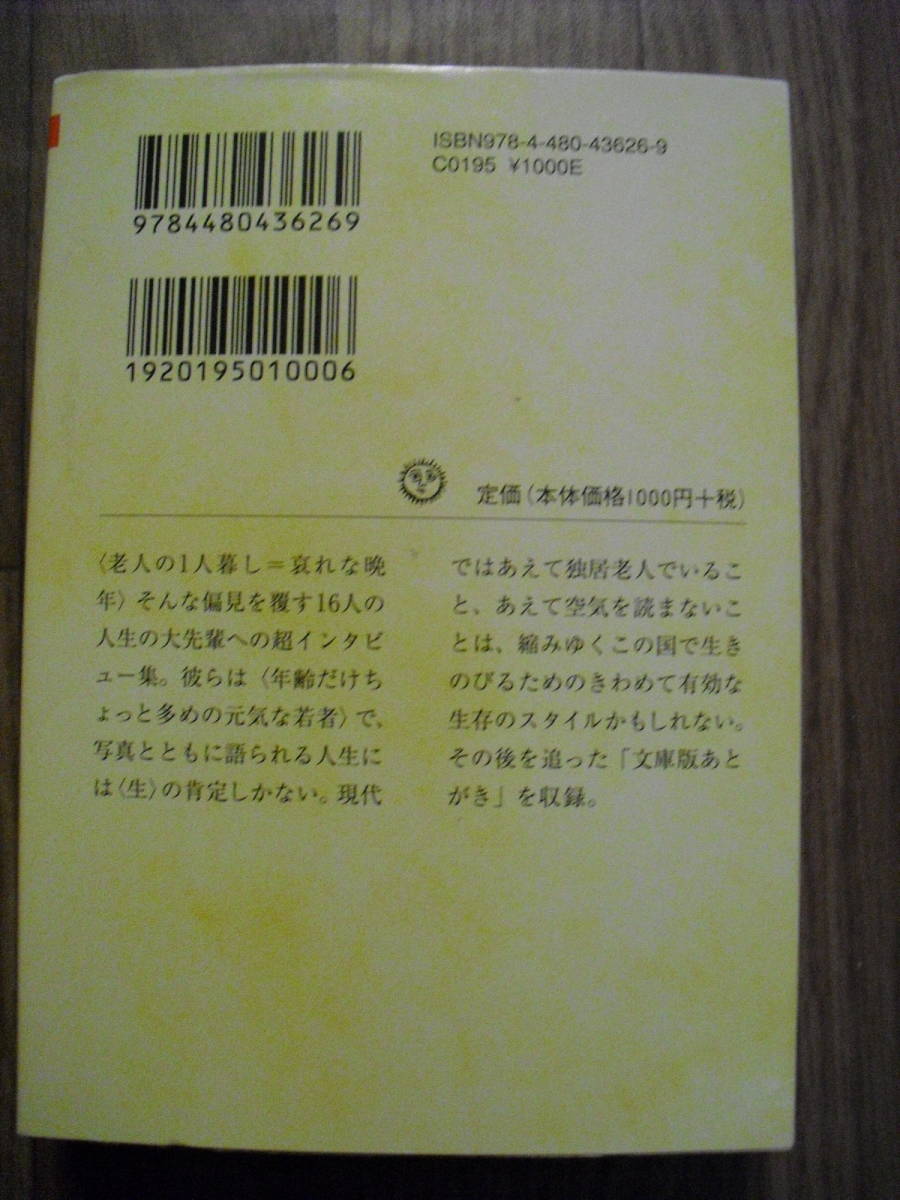 ISBN978-4-480-43626-9
C0195 ¥1000E
9784480436269
1920195010006
定価(本体価格1000円+税)
〈老人の1人暮し=哀れな晩
年〉そんな偏見を覆す16人の
人生の大先輩への超インタビ
ュー集。彼らは〈年齢だけち
ょっと多めの元気な若者〉で、
写真とともに語られる人生に
は〈生〉の肯定しかない。現代
ではあえて独居老人でいるこ
と、あえて空気を読まないこ
とは、縮みゆくこの国で生き
のびるためのきわめて有効な
生存のスタイルかもしれない。
その後を追った「文庫版あと
がき」を収録。